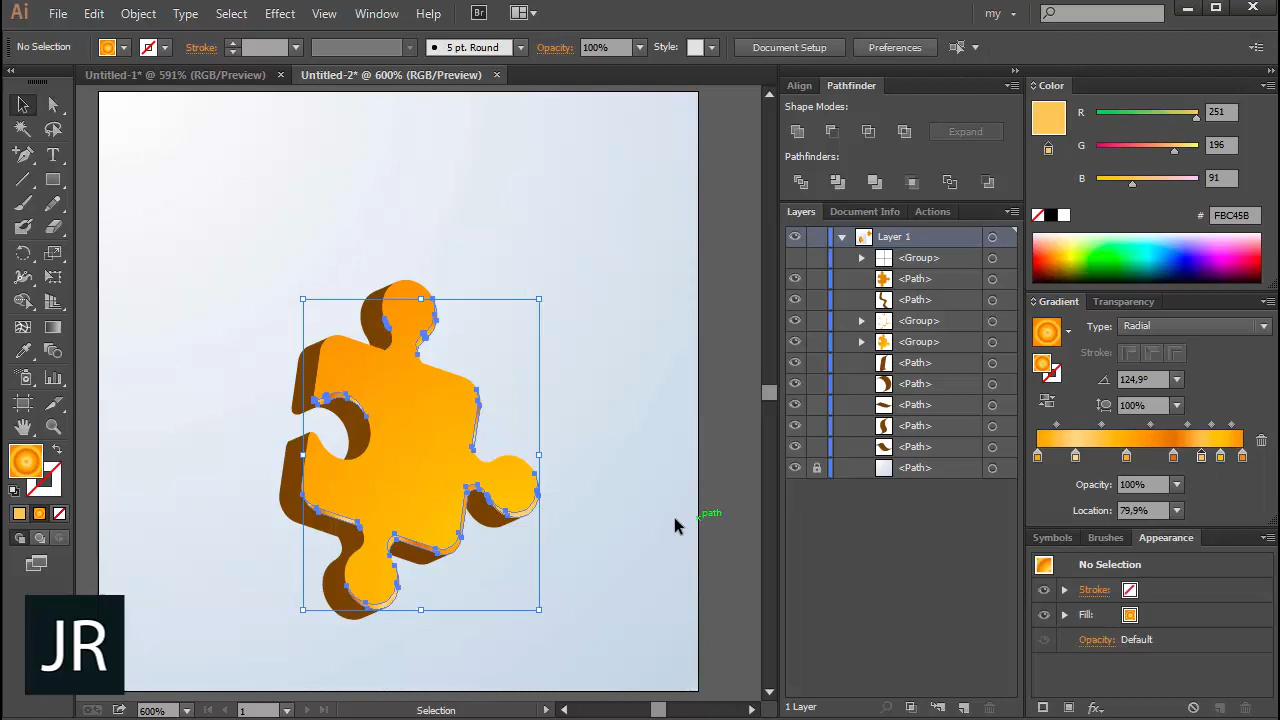 Ai File Edit Object Type Select Effect View Window Help Br my
No Selection Stroke: 5 pt. Round Opacity: 100% Style: Document Setup Preferences
Untitled-1* @ 591% (RGB/Preview) × Untitled-2* @ 600% (RGB/Preview) ×
Align Pathfinder
Shape Modes:
Expand
Pathfinders:
Layers Document Info Actions
Layer 1
<Group>
<Path>
<Path>
<Group>
<Group>
<Path>
<Path>
<Path>
<Path>
<Path>
<Path>
1 Layer
Color
R 251
G 196
B 91
# FBC45B
Gradient Transparency
Type: Radial
Stroke:
124,9°
100%
Opacity: 100%
Location: 79,9%
Symbols Brushes Appearance
No Selection
Stroke:
Fill:
Opacity: Default
fx
path
JR
600% 1 Selection